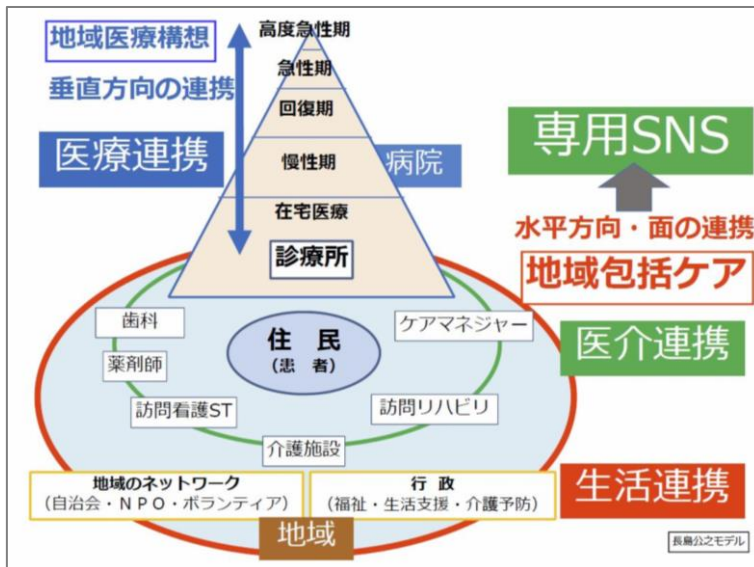 地域医療構想
垂直方向の連携
医療連携
高度急性期
急性期
回復期
慢性期
病院
在宅医療
診療所
専用SNS
水平方向・面の連携
地域包括ケア
医介連携
生活連携
歯科
薬剤師
訪問看護ST
介護施設
訪問リハビリ
ケアマネジャー
住 民
(患 者)
地域のネットワーク
(自治会・NPO・ボランティア)
行 政
(福祉・生活支援・介護予防)
地域
長島公之モデル